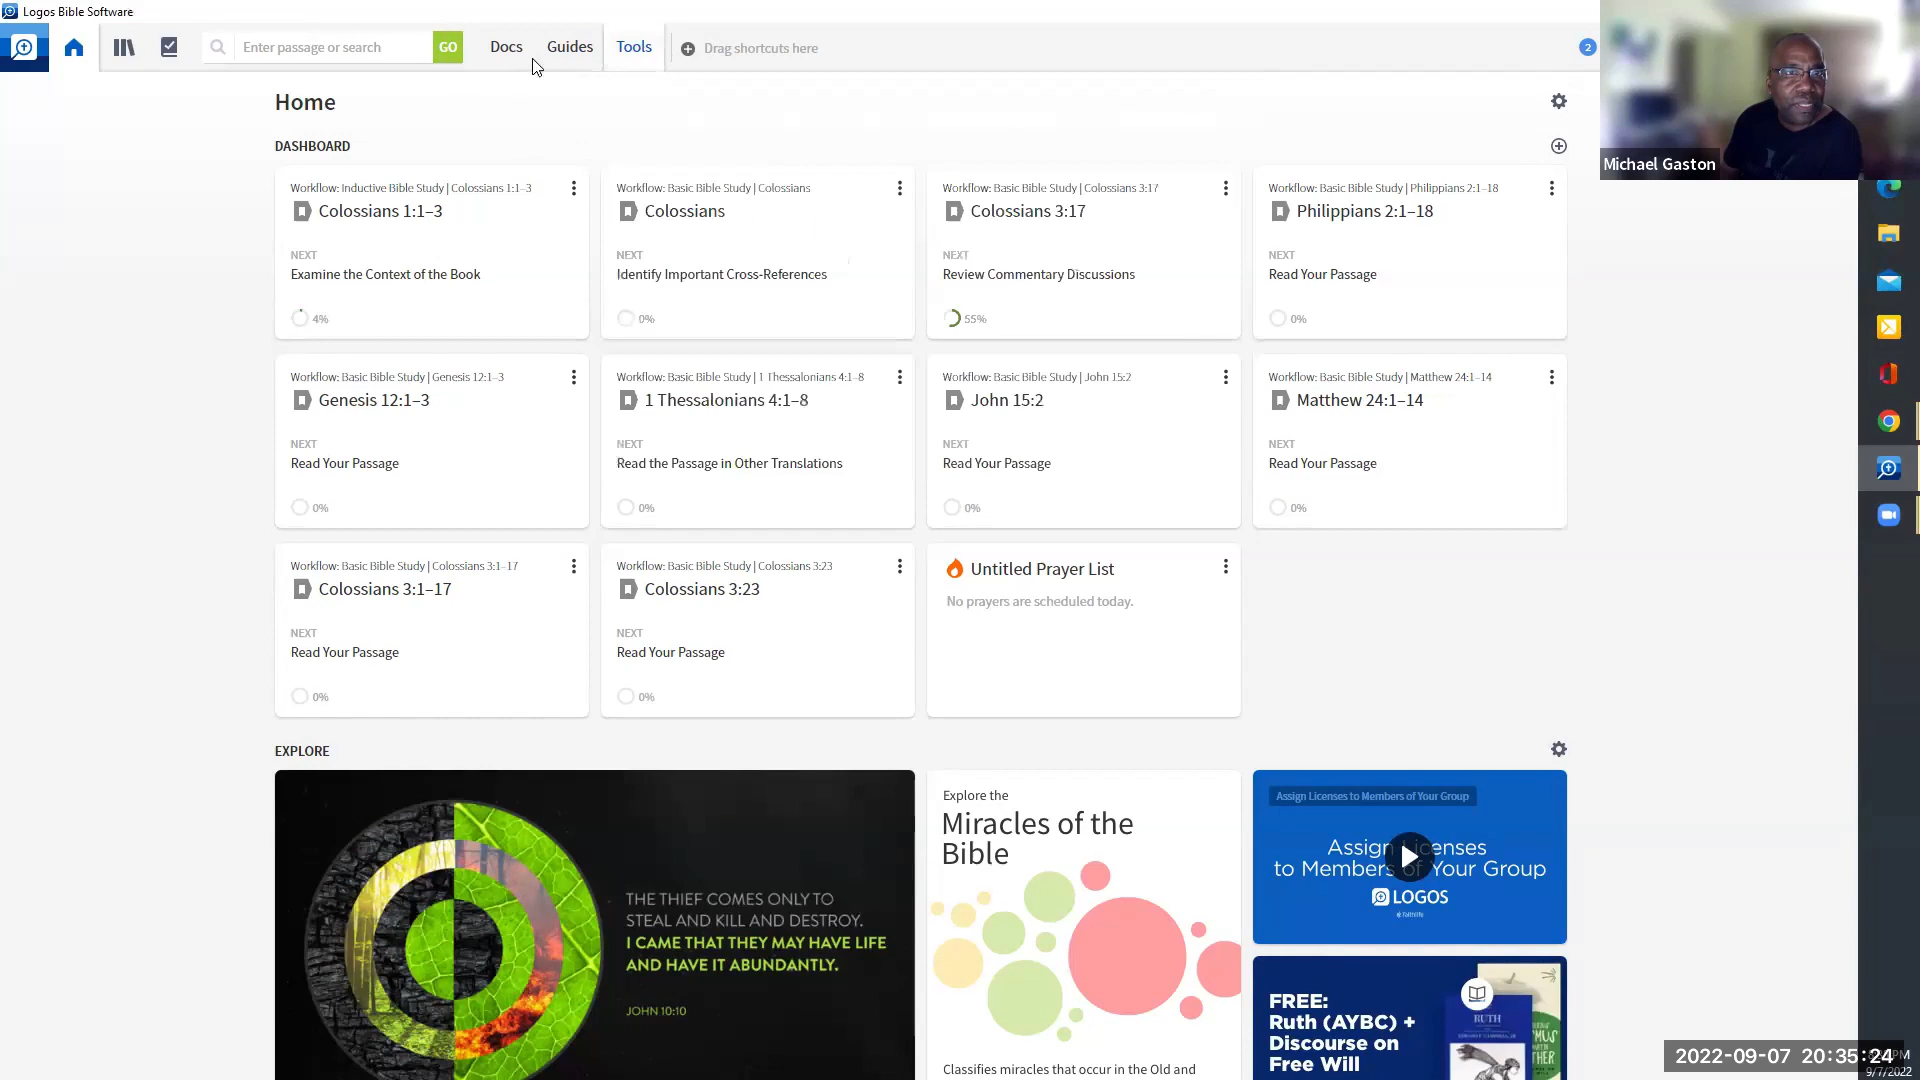 Logos Bible Software
Enter passage or search
GO
Docs
Guides
Tools
Drag shortcuts here
2
Michael Gaston
Home
DASHBOARD
Workflow: Inductive Bible Study | Colossians 1:1–3
Colossians 1:1–3
NEXT
Examine the Context of the Book
4%
Workflow: Basic Bible Study | Colossians
Colossians
NEXT
Identify Important Cross-References
0%
Workflow: Basic Bible Study | Colossians 3:17
Colossians 3:17
NEXT
Review Commentary Discussions
55%
Workflow: Basic Bible Study | Philippians 2:1–18
Philippians 2:1–18
NEXT
Read Your Passage
0%
Workflow: Basic Bible Study | Genesis 12:1–3
Genesis 12:1–3
NEXT
Read Your Passage
0%
Workflow: Basic Bible Study | 1 Thessalonians 4:1–8
1 Thessalonians 4:1–8
NEXT
Read the Passage in Other Translations
0%
Workflow: Basic Bible Study | John 15:2
John 15:2
NEXT
Read Your Passage
0%
Workflow: Basic Bible Study | Matthew 24:1–14
Matthew 24:1–14
NEXT
Read Your Passage
0%
Workflow: Basic Bible Study | Colossians 3:1–17
Colossians 3:1–17
NEXT
Read Your Passage
0%
Workflow: Basic Bible Study | Colossians 3:23
Colossians 3:23
NEXT
Read Your Passage
0%
Untitled Prayer List
No prayers are scheduled today.
EXPLORE
THE THIEF COMES ONLY TO
STEAL AND KILL AND DESTROY.
I CAME THAT THEY MAY HAVE LIFE
AND HAVE IT ABUNDANTLY.
JOHN 10:10
Explore the
Miracles of the
Bible
Classifies miracles that occur in the Old and
Assign Licenses to Members of Your Group
Assign Licenses
to Members of Your Group
LOGOS
faithlife
FREE:
Ruth (AYBC) +
Discourse on
Free Will
RUTH
2022-09-07 20:35:24
PM
9/7/2022